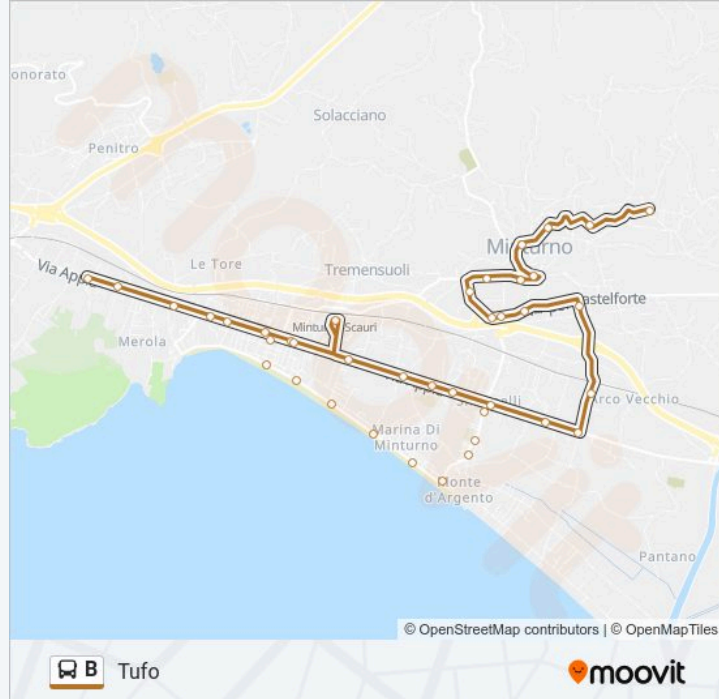 onorato
Solacciano
Penitro
Minturno
Le Tore
Tremensuoli
Via Appia
Castelforte
Minturno Scauri
Merola
Arco Vecchio
Marina Di
Minturno
Monte
d'Argento
Pantano
© OpenStreetMap contributors | © OpenMapTiles
B Tufo
moovit